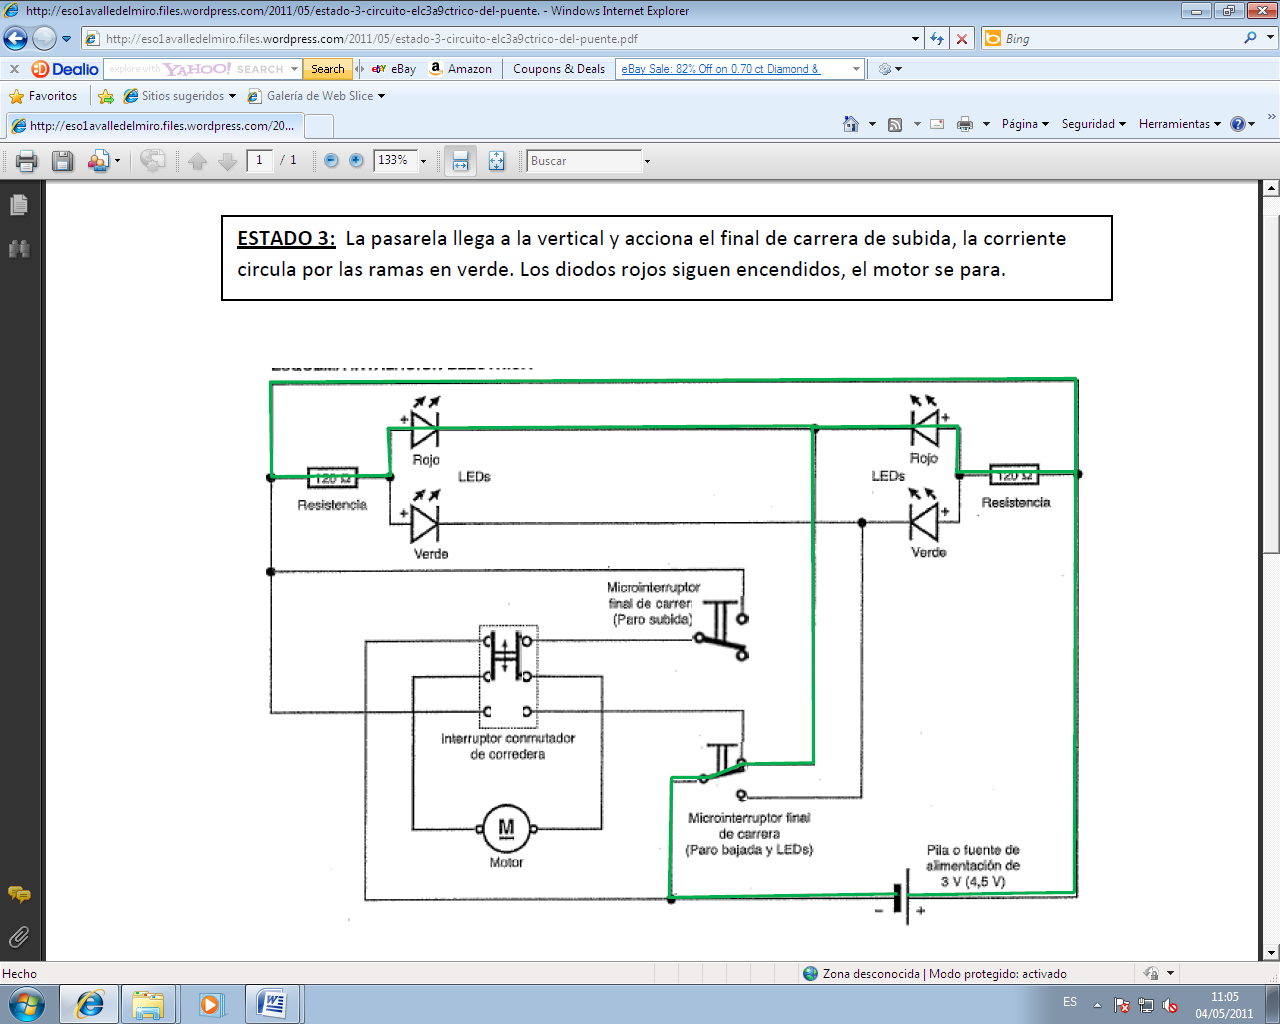 http://eso1avalledelmiro.files.wordpress.com/2011/05/estado-3-circuito-elc3a9ctrico-del-puente. - Windows Internet Explorer
http://eso1avalledelmiro.files.wordpress.com/2011/05/estado-3-circuito-elc3a9ctrico-del-puente.pdf
Bing
X Dealio explore with YAHOO! SEARCH Search eBay Amazon Coupons & Deals eBay Sale: 82% Off on 0.70 ct Diamond &
Favoritos Sitios sugeridos Galería de Web Slice
http://eso1avalledelmiro.files.wordpress.com/20...
Página Seguridad Herramientas
1 / 1 133% Buscar
ESTADO 3: La pasarela llega a la vertical y acciona el final de carrera de subida, la corriente
circula por las ramas en verde. Los diodos rojos siguen encendidos, el motor se para.
+ +
Rojo Rojo
LEDs LEDs
120 Ω 120 Ω
Resistencia Resistencia
+ +
Verde Verde
Microinterruptor
final de carrer
(Paro subida)
Interruptor conmutador
de corredera
M
Motor
Microinterruptor final
de carrera
(Paro bajada y LEDs)
Pila o fuente de
alimentación de
3 V (4,5 V)
− +
Hecho
Zona desconocida | Modo protegido: activado
ES
11:05
04/05/2011